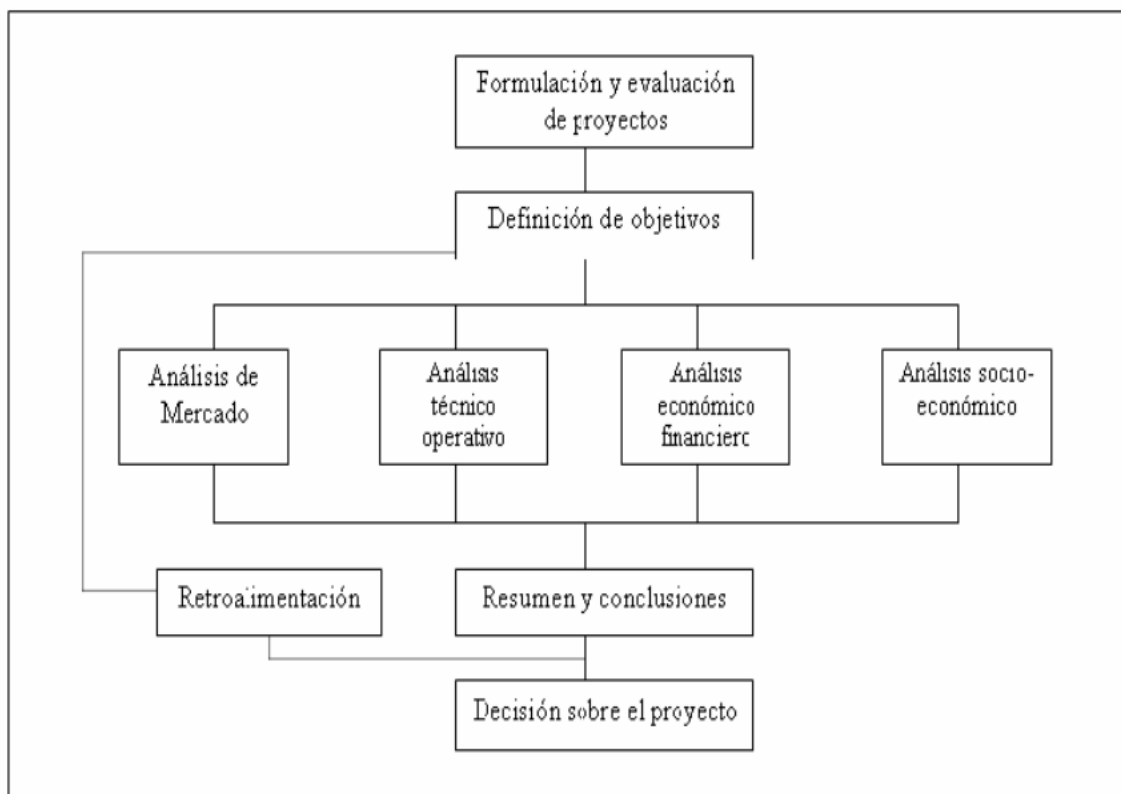 Formulación y evaluación
de proyectos
Definición de objetivos
Análisis de
Mercado
Análisis
técnico
operativo
Análisis
económico
financiero
Análisis socio-
económico
Retroalimentación
Resumen y conclusiones
Decisión sobre el proyecto